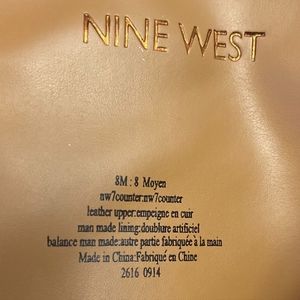 NINE WEST
8M : 8 Moyen
nw7counter:nw7counter
leather upper:empeigne en cuir
man made lining:doublure artificiel
balance man made:autre partie fabriquée à la main
Made in China:Fabriqué en Chine
2616 0914